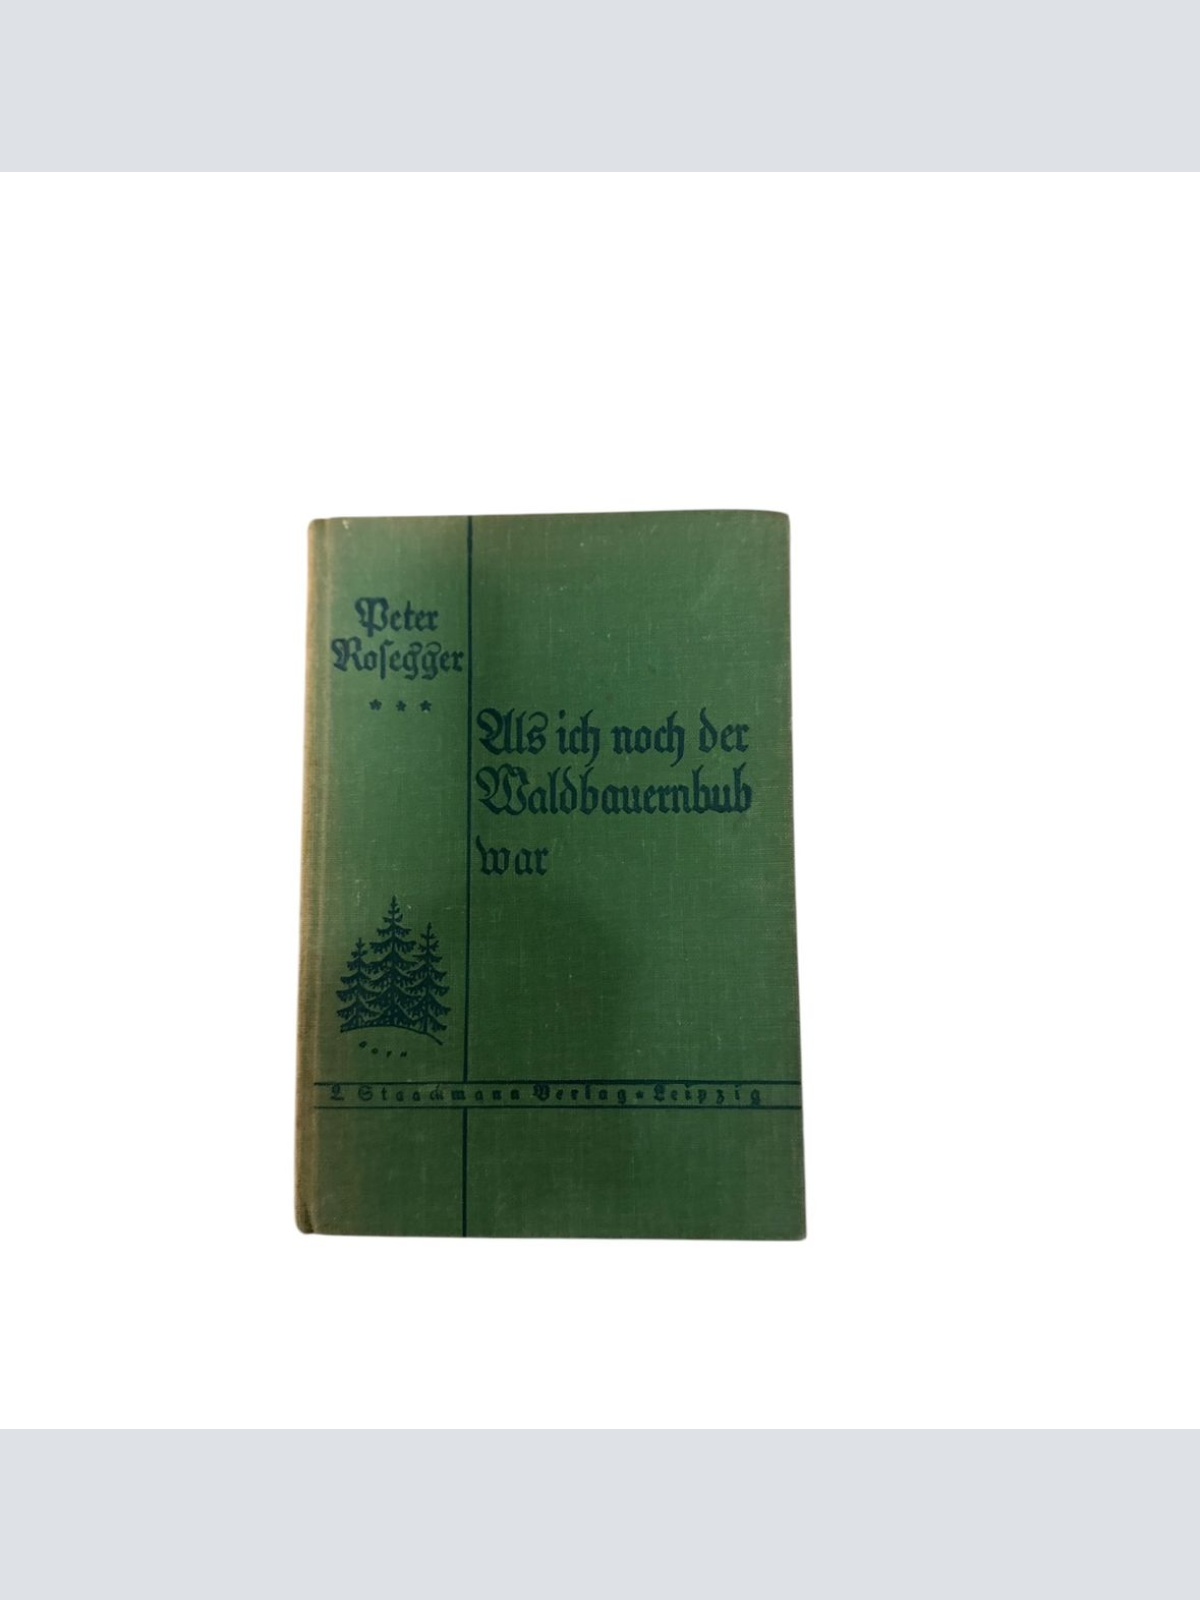 Peter
Roſegger
* * *
Als ich noch der
Waldbauernbub
war
L. Staackmann Verlag * Leipzig